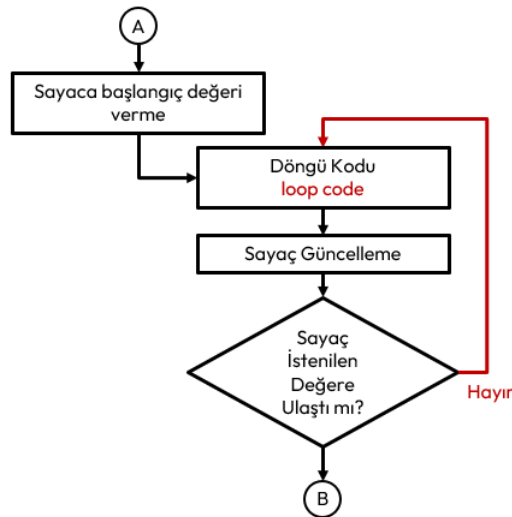 A
Sayaca başlangıç değeri
verme
Döngü Kodu
loop code
Sayaç Güncelleme
Sayaç
İstenilen
Değere
Ulaştı mı?
Hayır
B